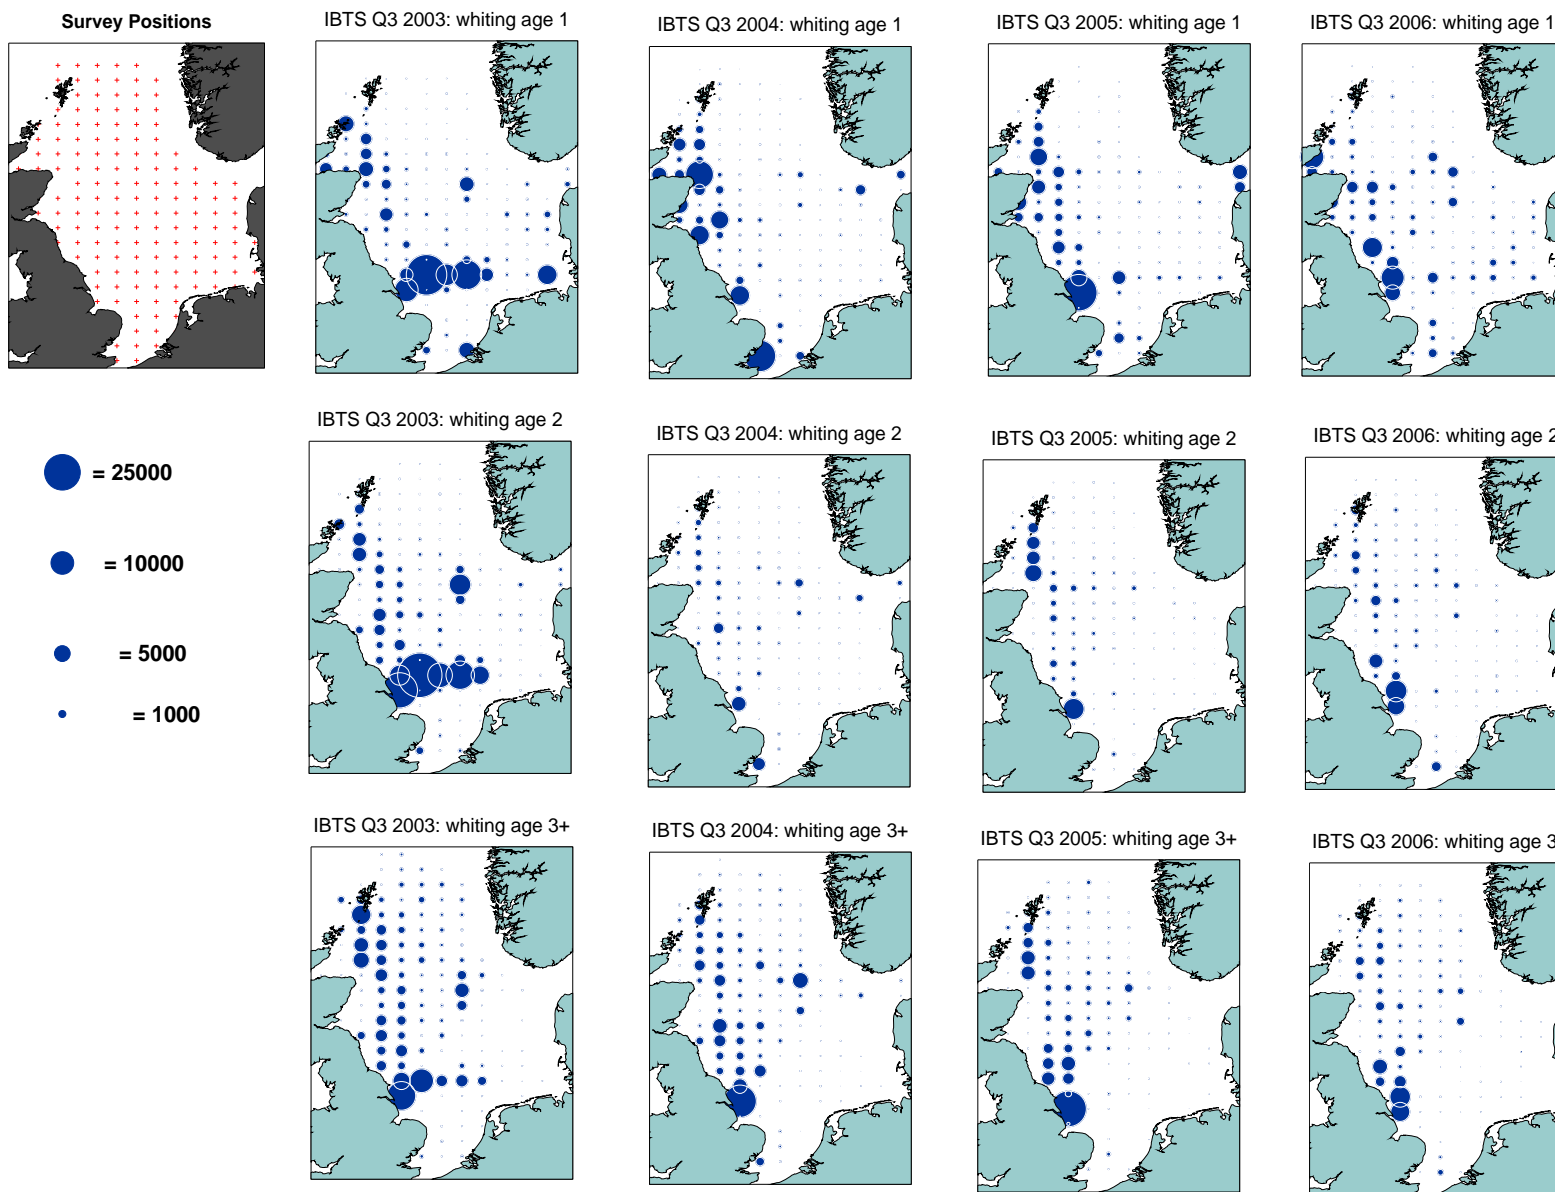 Survey Positions
IBTS Q3 2003: whiting age 1
IBTS Q3 2004: whiting age 1
IBTS Q3 2005: whiting age 1
IBTS Q3 2006: whiting age 1
IBTS Q3 2003: whiting age 2
IBTS Q3 2004: whiting age 2
IBTS Q3 2005: whiting age 2
IBTS Q3 2006: whiting age 2
= 25000
= 10000
= 5000
= 1000
IBTS Q3 2003: whiting age 3+
IBTS Q3 2004: whiting age 3+
IBTS Q3 2005: whiting age 3+
IBTS Q3 2006: whiting age 3